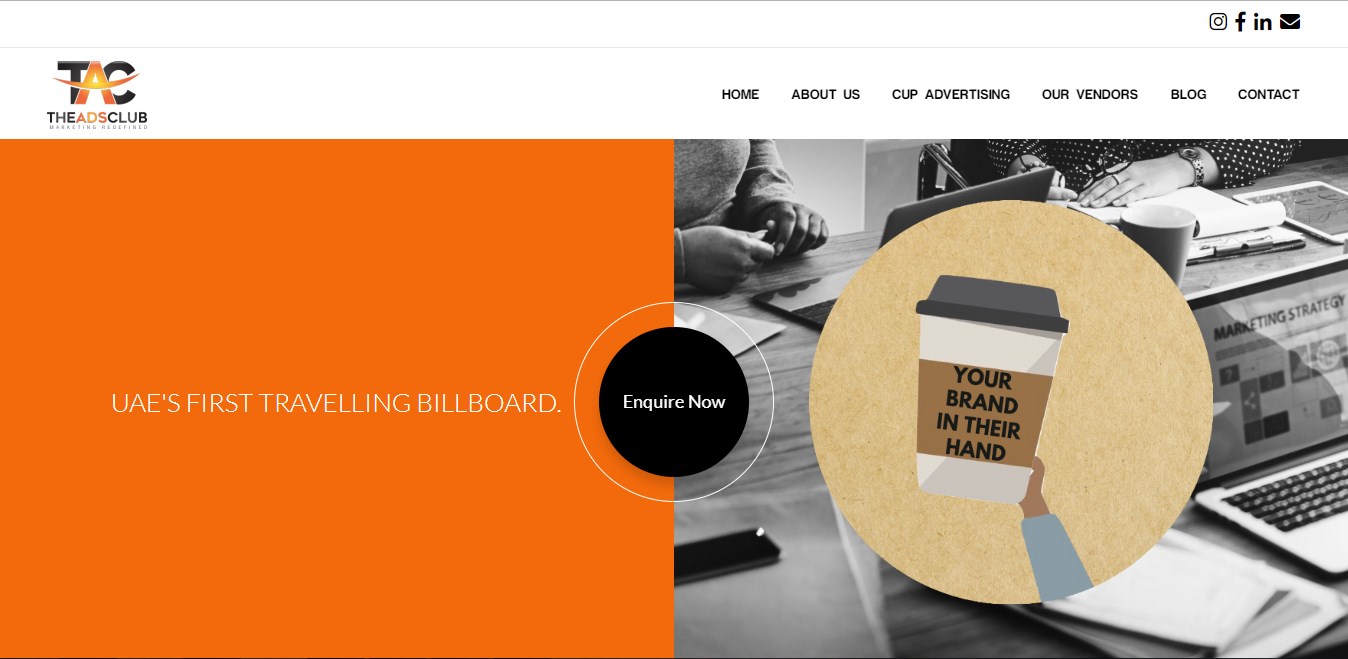 TAC
THEADSCLUB
MARKETING REDEFINED
HOME ABOUT US CUP ADVERTISING OUR VENDORS BLOG CONTACT
UAE'S FIRST TRAVELLING BILLBOARD.
Enquire Now
YOUR
BRAND
IN THEIR
HAND
MARKETING STRATEGY